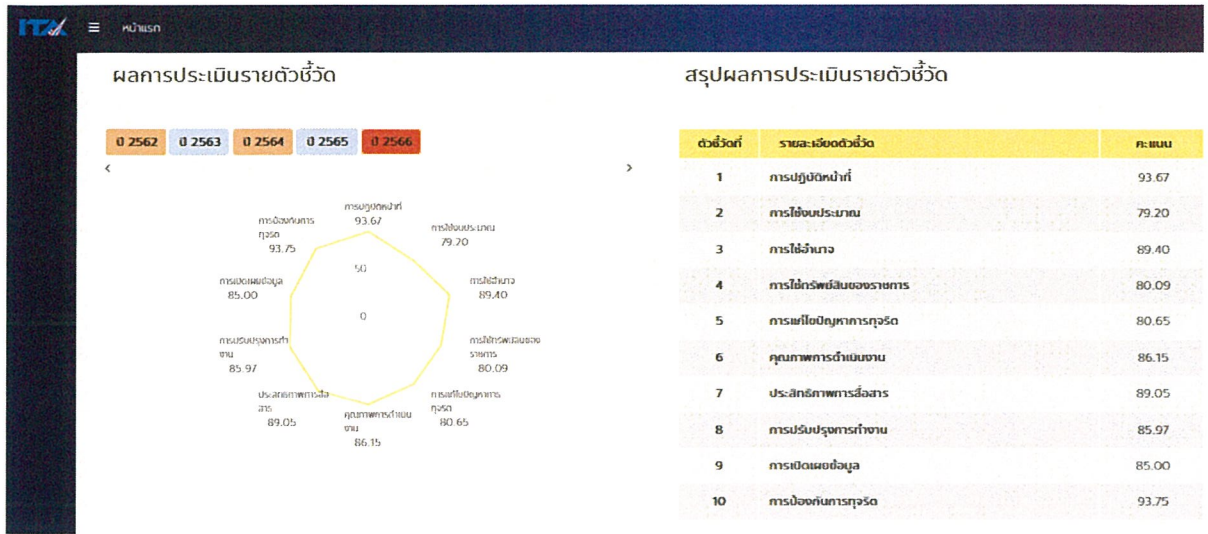 ITA
หน้าแรก
ผลการประเมินรายตัวชี้วัด
ปี 2562 ปี 2563 ปี 2564 ปี 2565 ปี 2566
การปฏิบัติหน้าที่
93.67
การใช้งบประมาณ
79.20
การใช้อำนาจ
89.40
การใช้ทรัพย์สินของ
ราชการ
80.09
การแก้ไขปัญหาการ
ทุจริต
80.65
คุณภาพการดำเนิน
งาน
86.15
ประสิทธิภาพการสื่อ
สาร
89.05
การปรับปรุงการทำ
งาน
85.97
การเปิดเผยข้อมูล
85.00
การป้องกันการ
ทุจริต
93.75
50
0
สรุปผลการประเมินรายตัวชี้วัด
ตัวชี้วัดที่ รายละเอียดตัวชี้วัด คะแนน
1 การปฏิบัติหน้าที่ 93.67
2 การใช้งบประมาณ 79.20
3 การใช้อำนาจ 89.40
4 การใช้ทรัพย์สินของราชการ 80.09
5 การแก้ไขปัญหาการทุจริต 80.65
6 คุณภาพการดำเนินงาน 86.15
7 ประสิทธิภาพการสื่อสาร 89.05
8 การปรับปรุงการทำงาน 85.97
9 การเปิดเผยข้อมูล 85.00
10 การป้องกันการทุจริต 93.75